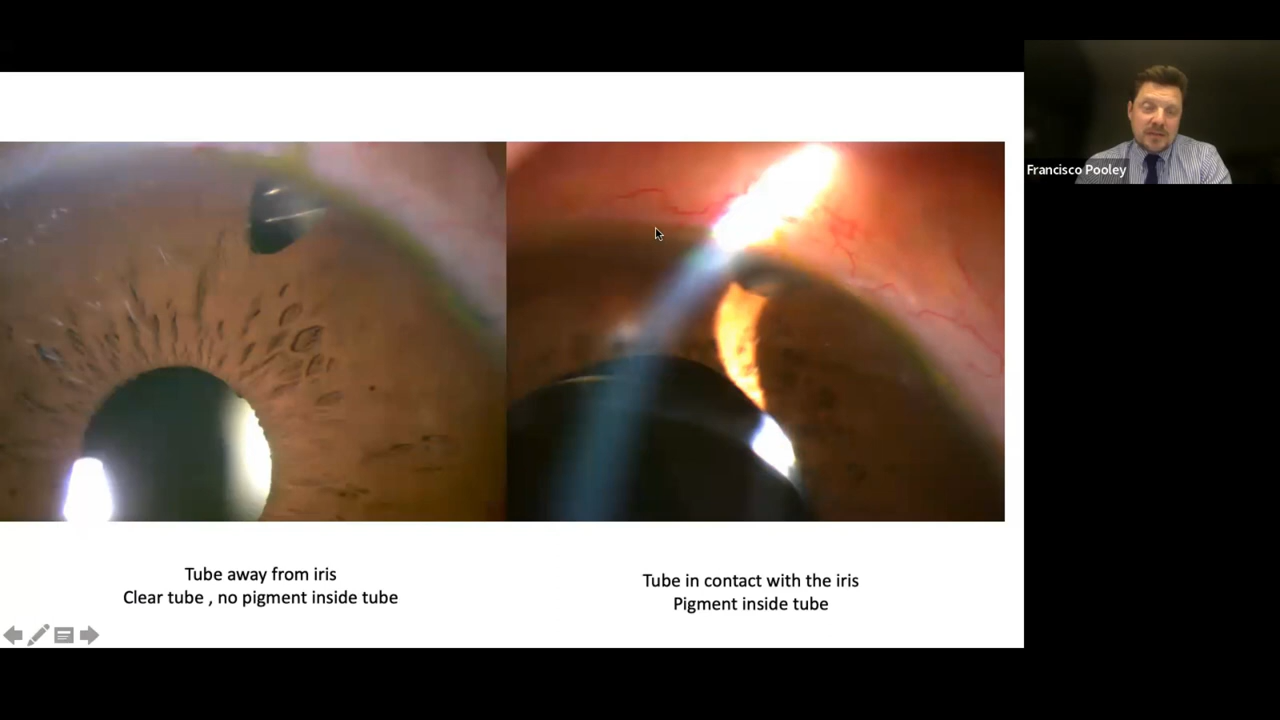 Francisco Pooley
Tube away from iris
Clear tube , no pigment inside tube
Tube in contact with the iris
Pigment inside tube